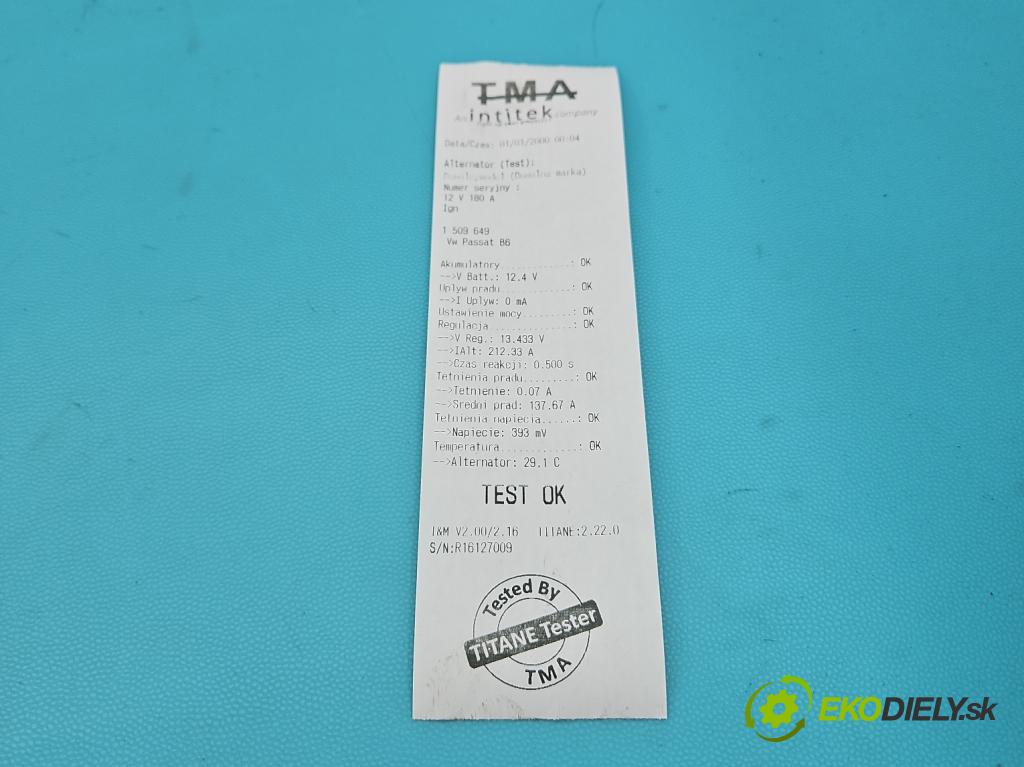 TMA
An intitek company
Data/Czas: 01/01/2000 00:04
Alternator (Test):
(Dowolna marka)
Numer seryjny :
12 V 180 A
Ign
1 509 649
Vw Passat B6
Akumulatory............: OK
-->V Batt.: 12.4 V
Uplyw pradu............: OK
-->I Uplyw: 0 mA
Ustawienie mocy........: OK
Regulacja..............: OK
-->V Reg.: 13.433 V
-->IAlt: 212.33 A
-->Czas reakcji: 0.500 s
Tetnienia pradu.........: OK
-->Tetnienie: 0.07 A
-->Sredni prad: 137.67 A
Tetnienia napiecia......: OK
-->Napiecie: 393 mV
Temperatura.............: OK
-->Alternator: 29.1 C
TEST OK
T&M V2.00/2.16 TITANE:2.22.0
S/N:R16127009
Tested By
TITANE Tester
TMA
EKODIELY.sk